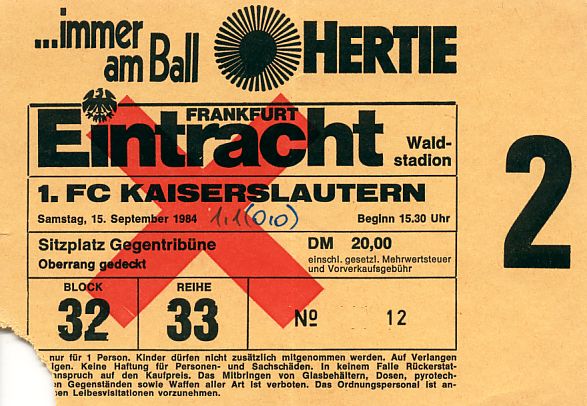 ...immer
am Ball
HERTIE
FRANKFURT
Eintracht
Wald-
stadion
1. FC KAISERSLAUTERN
Samstag, 15. September 1984 1:1 (0,0) Beginn 15.30 Uhr
Sitzplatz Gegentribüne DM 20,00
Oberrang gedeckt
einschl. gesetzl. Mehrwertsteuer
und Vorverkaufsgebühr
BLOCK REIHE
32 33 No 12
2
nur für 1 Person. Kinder dürfen nicht zusätzlich mitgenommen werden. Auf Verlangen
Keine Haftung für Personen- und Sachschäden. In keinem Falle Rückerstat-
auf den Kaufpreis. Das Mitbringen von Glasbehältern, Dosen, pyrotech-
Gegenständen sowie Waffen aller Art ist verboten. Das Ordnungspersonal ist an-
Leibesvisitationen vorzunehmen.